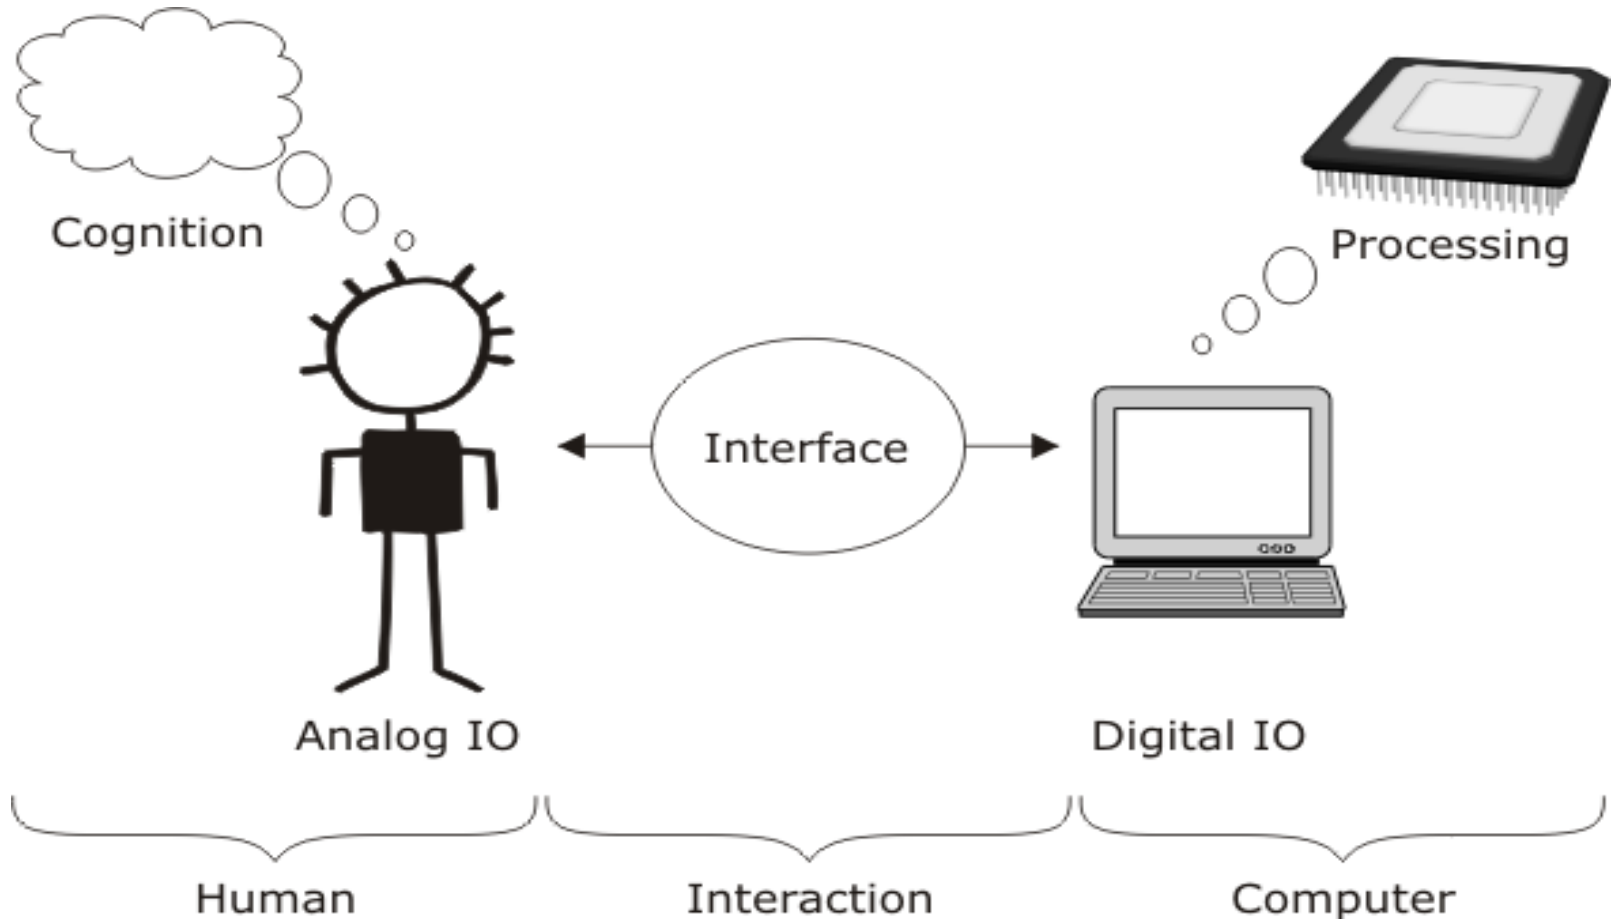 Cognition
Processing
Interface
Analog IO
Digital IO
Human
Interaction
Computer